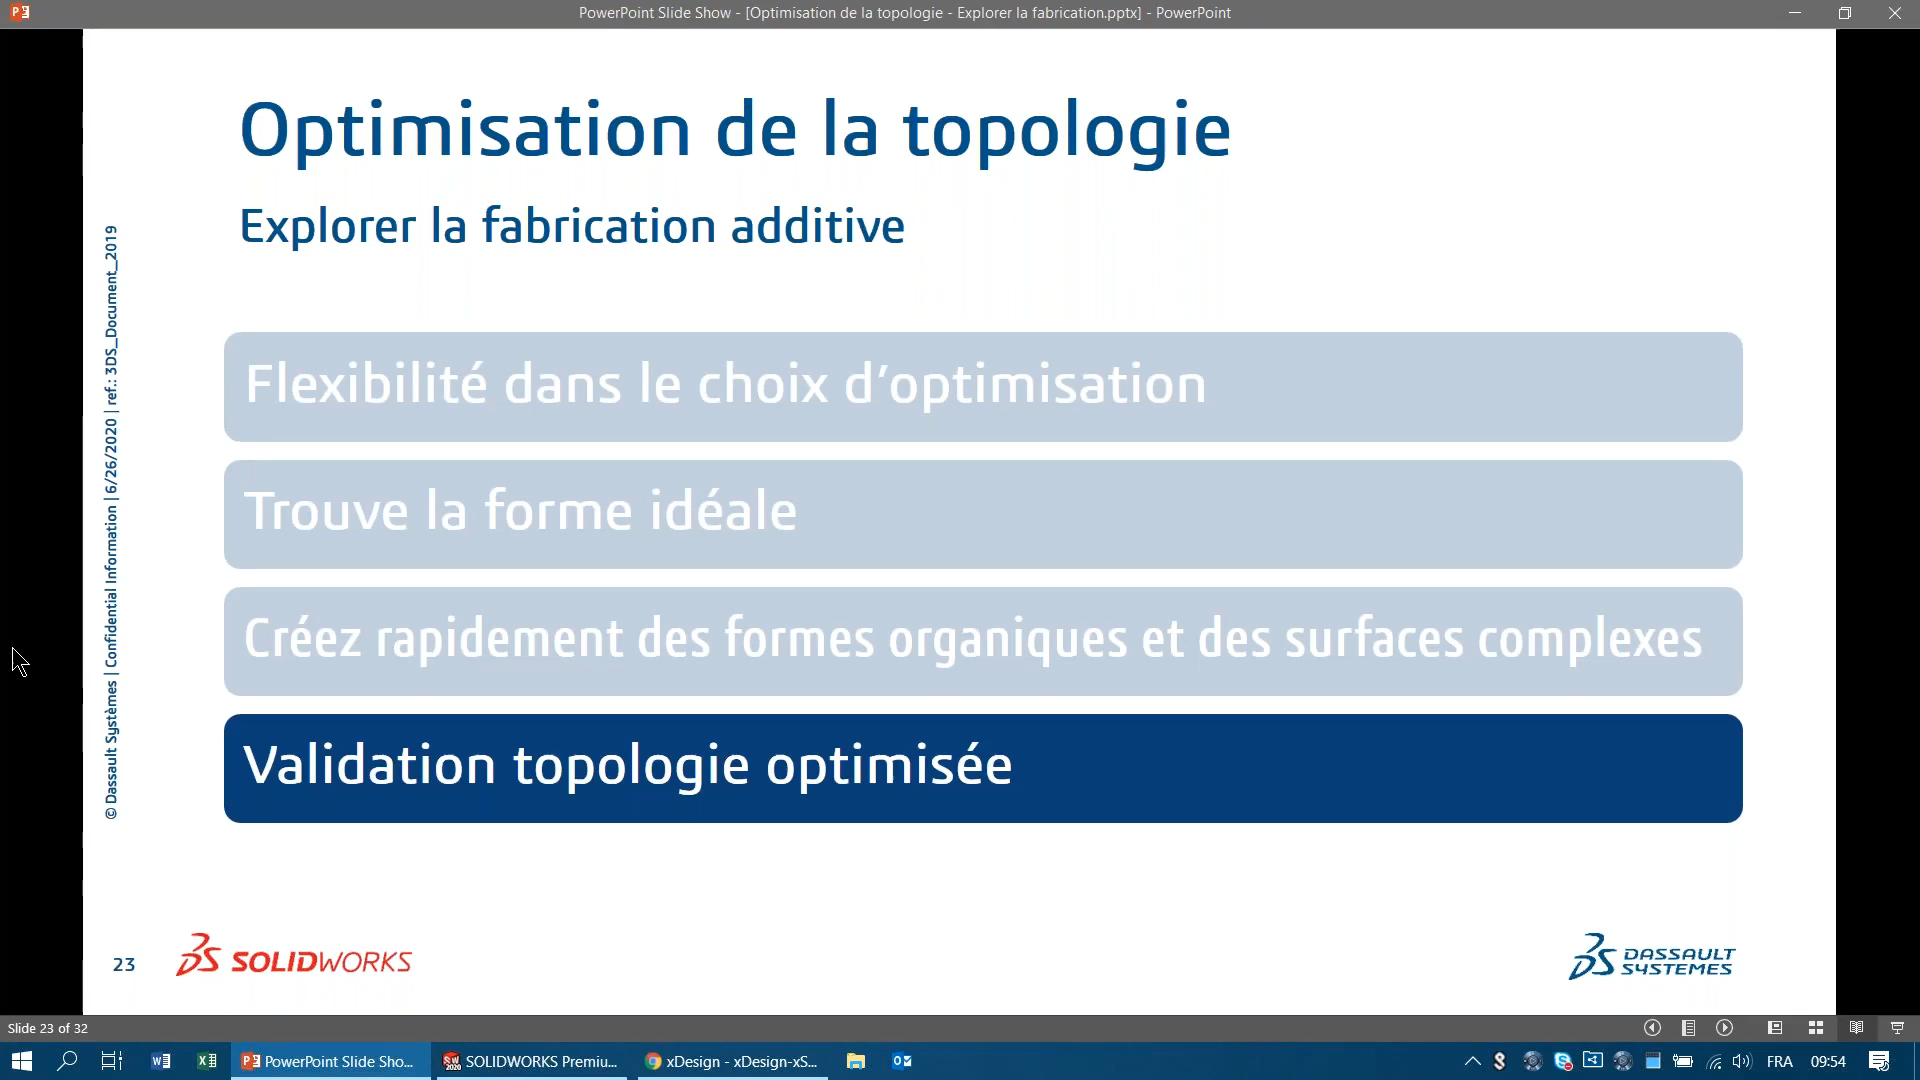 PowerPoint Slide Show - [Optimisation de la topologie - Explorer la fabrication.pptx] - PowerPoint
Optimisation de la topologie
Explorer la fabrication additive
© Dassault Systèmes | Confidential Information | 6/26/2020 | ref.: 3DS_Document_2019
Flexibilité dans le choix d’optimisation
Trouve la forme idéale
Créez rapidement des formes organiques et des surfaces complexes
Validation topologie optimisée
23
SOLIDWORKS
DASSAULT
SYSTEMES
Slide 23 of 32
PowerPoint Slide Sho...
SOLIDWORKS Premiu...
xDesign - xDesign-xS...
FRA
09:54